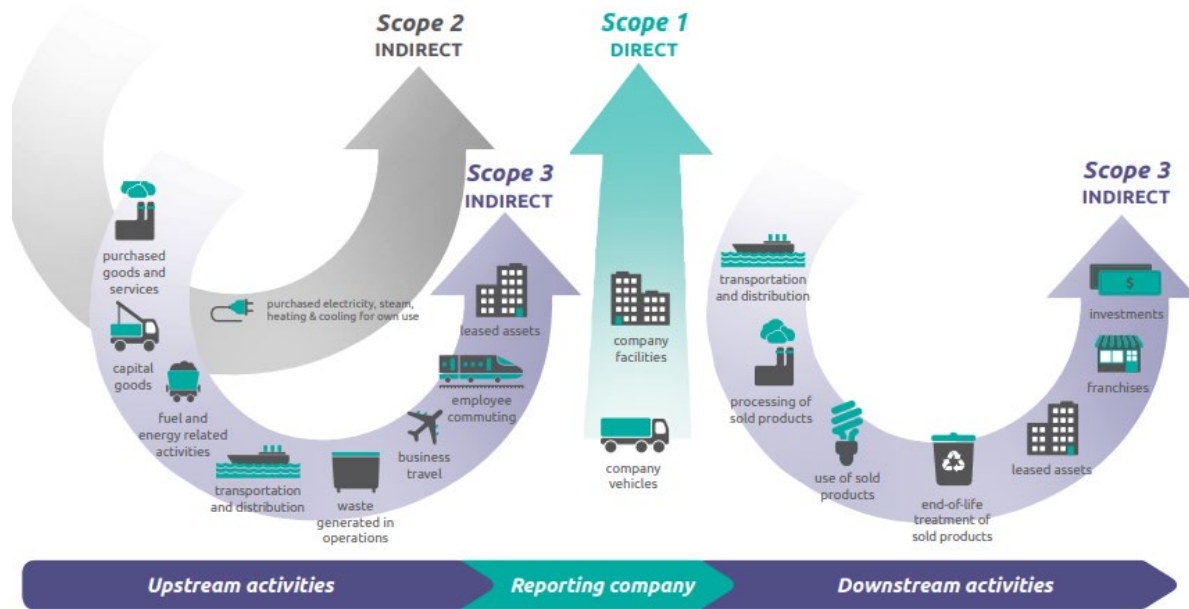 Scope 2
INDIRECT
Scope 1
DIRECT
Scope 3
INDIRECT
Scope 3
INDIRECT
purchased
goods and
services
capital
goods
fuel and
energy related
activities
purchased electricity, steam,
heating & cooling for own use
transportation
and distribution
waste
generated in
operations
business
travel
employee
commuting
leased assets
company
facilities
company
vehicles
transportation
and distribution
processing of
sold products
use of sold
products
end-of-life
treatment of
sold products
leased assets
franchises
$
investments
Upstream activities
Reporting company
Downstream activities